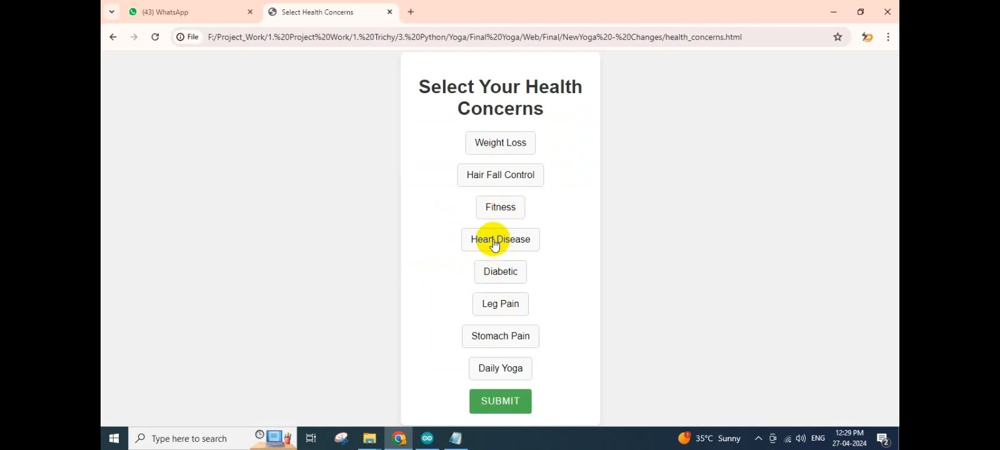 (43) WhatsApp
Select Health Concerns
File
F:/Project_Work/1.%20Project%20Work/1.%20Trichy/3.%20Python/Yoga/Final%20Yoga/Web/Final/NewYoga%20-%20Changes/health_concerns.html
Select Your Health
Concerns
Weight Loss
Hair Fall Control
Fitness
Heart Disease
Diabetic
Leg Pain
Stomach Pain
Daily Yoga
SUBMIT
Type here to search
1
35°C Sunny
ENG
12:29 PM
27-04-2024
2